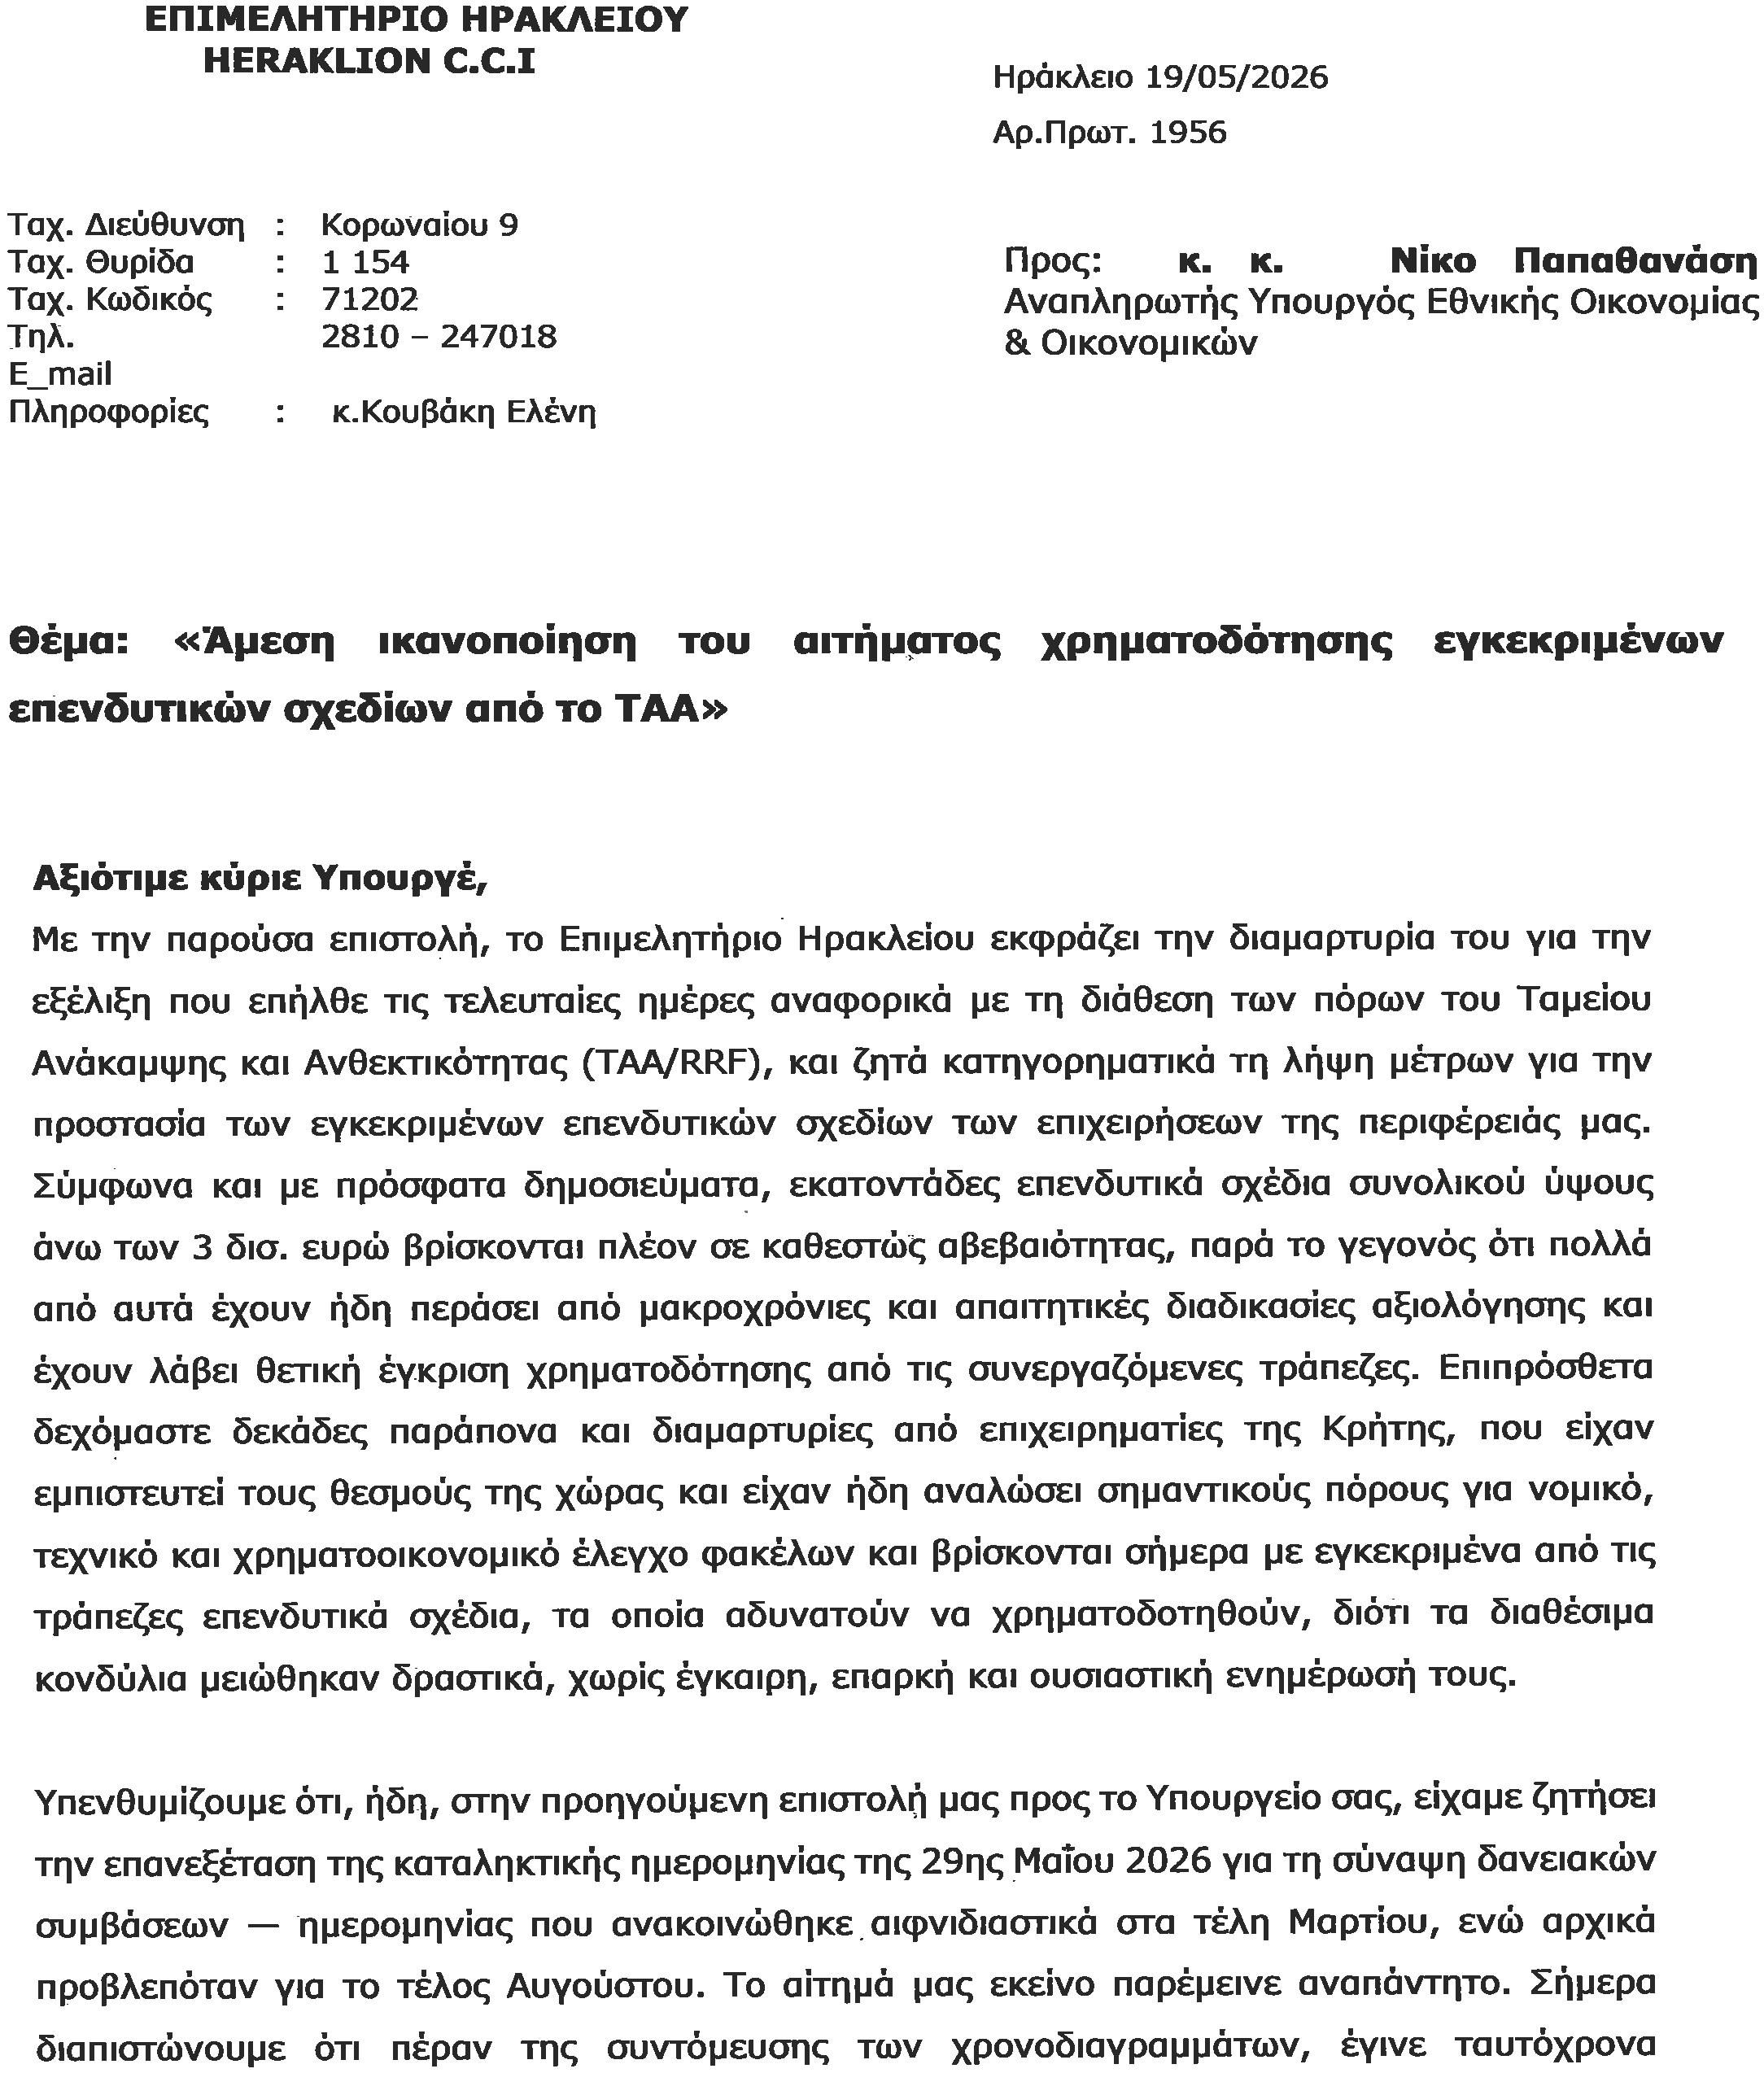 ΕΠΙΜΕΛΗΤΗΡΙΟ ΗΡΑΚΛΕΙΟΥ
HERAKLION C.C.I
Ηράκλειο 19/05/2026
Αρ.Πρωτ. 1956
Ταχ. Διεύθυνση : Κορωναίου 9
Ταχ. Θυρίδα : 1 154
Ταχ. Κωδικός : 71202
Τηλ. 2810 – 247018
E_mail
Πληροφορίες : κ.Κουβάκη Ελένη
Προς: κ. κ. Νίκο Παπαθανάση
Αναπληρωτής Υπουργός Εθνικής Οικονομίας
& Οικονομικών
Θέμα: «Άμεση ικανοποίηση του αιτήματος χρηματοδότησης εγκεκριμένων
επενδυτικών σχεδίων από το ΤΑΑ»
Αξιότιμε κύριε Υπουργέ,
Με την παρούσα επιστολή, το Επιμελητήριο Ηρακλείου εκφράζει την διαμαρτυρία του για την
εξέλιξη που επήλθε τις τελευταίες ημέρες αναφορικά με τη διάθεση των πόρων του Ταμείου
Ανάκαμψης και Ανθεκτικότητας (ΤΑΑ/RRF), και ζητά κατηγορηματικά τη λήψη μέτρων για την
προστασία των εγκεκριμένων επενδυτικών σχεδίων των επιχειρήσεων της περιφέρειάς μας.
Σύμφωνα και με πρόσφατα δημοσιεύματα, εκατοντάδες επενδυτικά σχέδια συνολικού ύψους
άνω των 3 δισ. ευρώ βρίσκονται πλέον σε καθεστώς αβεβαιότητας, παρά το γεγονός ότι πολλά
από αυτά έχουν ήδη περάσει από μακροχρόνιες και απαιτητικές διαδικασίες αξιολόγησης και
έχουν λάβει θετική έγκριση χρηματοδότησης από τις συνεργαζόμενες τράπεζες. Επιπρόσθετα
δεχόμαστε δεκάδες παράπονα και διαμαρτυρίες από επιχειρηματίες της Κρήτης, που είχαν
εμπιστευτεί τους θεσμούς της χώρας και είχαν ήδη αναλώσει σημαντικούς πόρους για νομικό,
τεχνικό και χρηματοοικονομικό έλεγχο φακέλων και βρίσκονται σήμερα με εγκεκριμένα από τις
τράπεζες επενδυτικά σχέδια, τα οποία αδυνατούν να χρηματοδοτηθούν, διότι τα διαθέσιμα
κονδύλια μειώθηκαν δραστικά, χωρίς έγκαιρη, επαρκή και ουσιαστική ενημέρωσή τους.
Υπενθυμίζουμε ότι, ήδη, στην προηγούμενη επιστολή μας προς το Υπουργείο σας, είχαμε ζητήσει
την επανεξέταση της καταληκτικής ημερομηνίας της 29ης Μαΐου 2026 για τη σύναψη δανειακών
συμβάσεων — ημερομηνίας που ανακοινώθηκε αιφνιδιαστικά στα τέλη Μαρτίου, ενώ αρχικά
προβλεπόταν για το τέλος Αυγούστου. Το αίτημά μας εκείνο παρέμεινε αναπάντητο. Σήμερα
διαπιστώνουμε ότι πέραν της συντόμευσης των χρονοδιαγραμμάτων, έγινε ταυτόχρονα